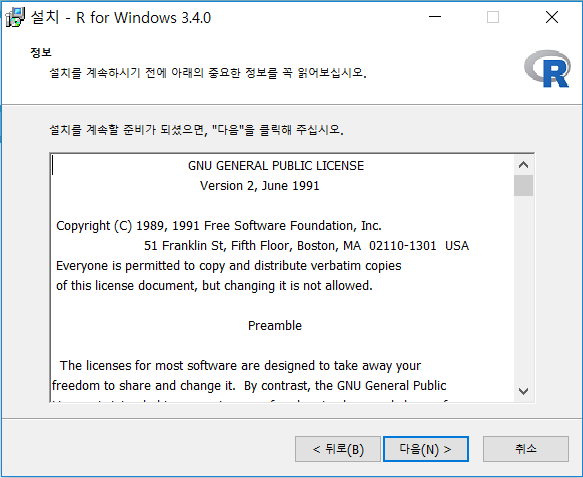 설치 - R for Windows 3.4.0
정보
설치를 계속하시기 전에 아래의 중요한 정보를 꼭 읽어보십시오.
R
설치를 계속할 준비가 되셨으면, "다음"을 클릭해 주십시오.
GNU GENERAL PUBLIC LICENSE
Version 2, June 1991
Copyright (C) 1989, 1991 Free Software Foundation, Inc.
51 Franklin St, Fifth Floor, Boston, MA  02110-1301  USA
Everyone is permitted to copy and distribute verbatim copies
of this license document, but changing it is not allowed.
Preamble
The licenses for most software are designed to take away your
freedom to share and change it.  By contrast, the GNU General Public
< 뒤로(B)
다음(N) >
취소